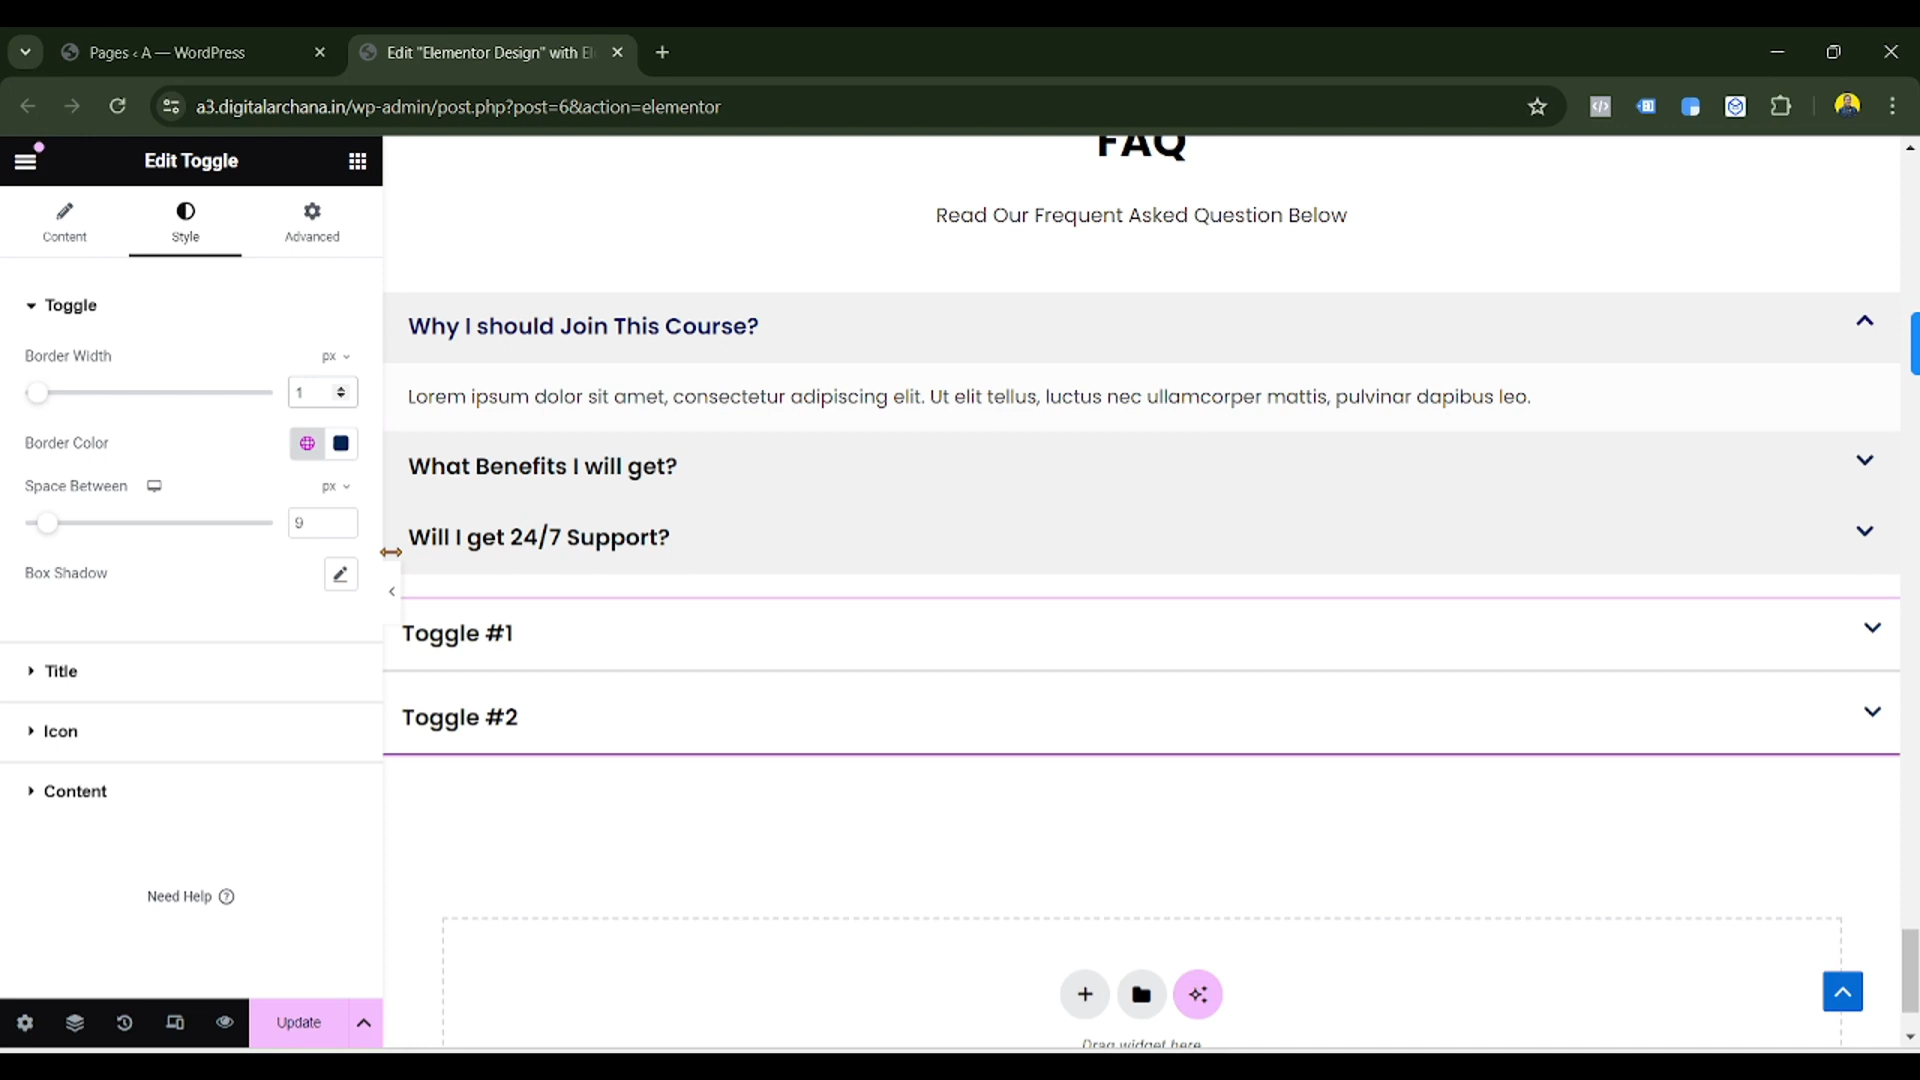 Pages ‹ A — WordPress
Edit "Elementor Design" with El
a3.digitalarchana.in/wp-admin/post.php?post=6&action=elementor
Edit Toggle
Content
Style
Advanced
Toggle
Border Width
px
1
Border Color
Space Between
px
9
Box Shadow
Title
Icon
Content
Need Help
Update
FAQ
Read Our Frequent Asked Question Below
Why I should Join This Course?
Lorem ipsum dolor sit amet, consectetur adipiscing elit. Ut elit tellus, luctus nec ullamcorper mattis, pulvinar dapibus leo.
What Benefits I will get?
Will I get 24/7 Support?
Toggle #1
Toggle #2
Drag widget here